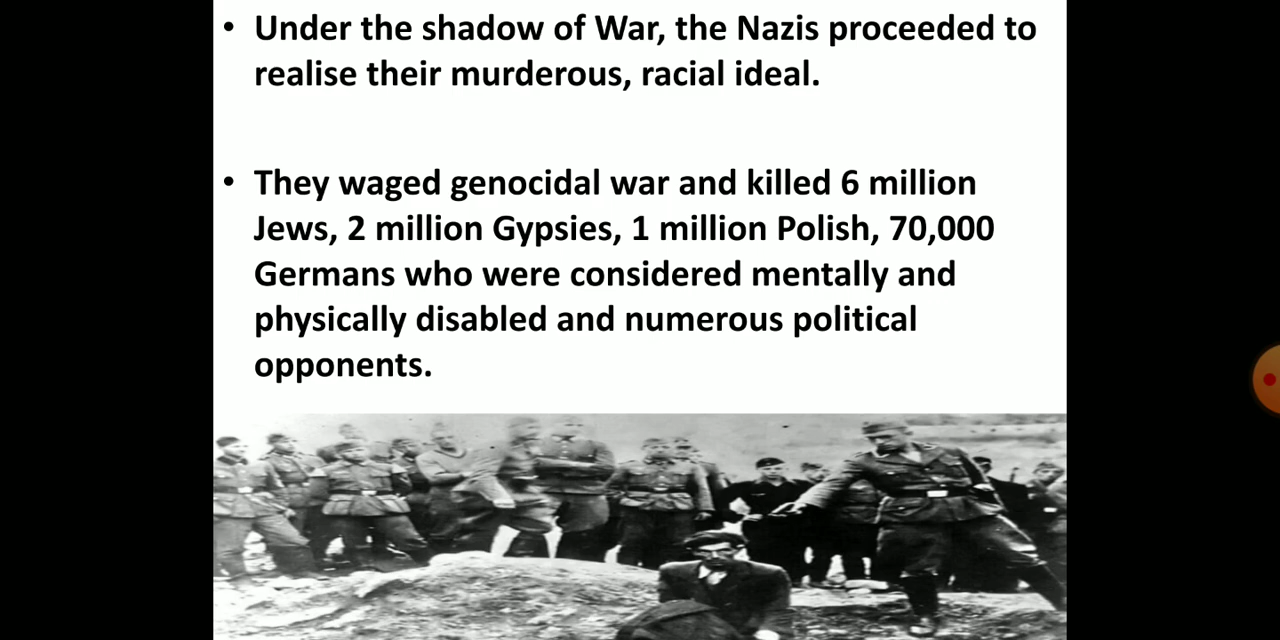 • Under the shadow of War, the Nazis proceeded to
realise their murderous, racial ideal.
• They waged genocidal war and killed 6 million
Jews, 2 million Gypsies, 1 million Polish, 70,000
Germans who were considered mentally and
physically disabled and numerous political
opponents.